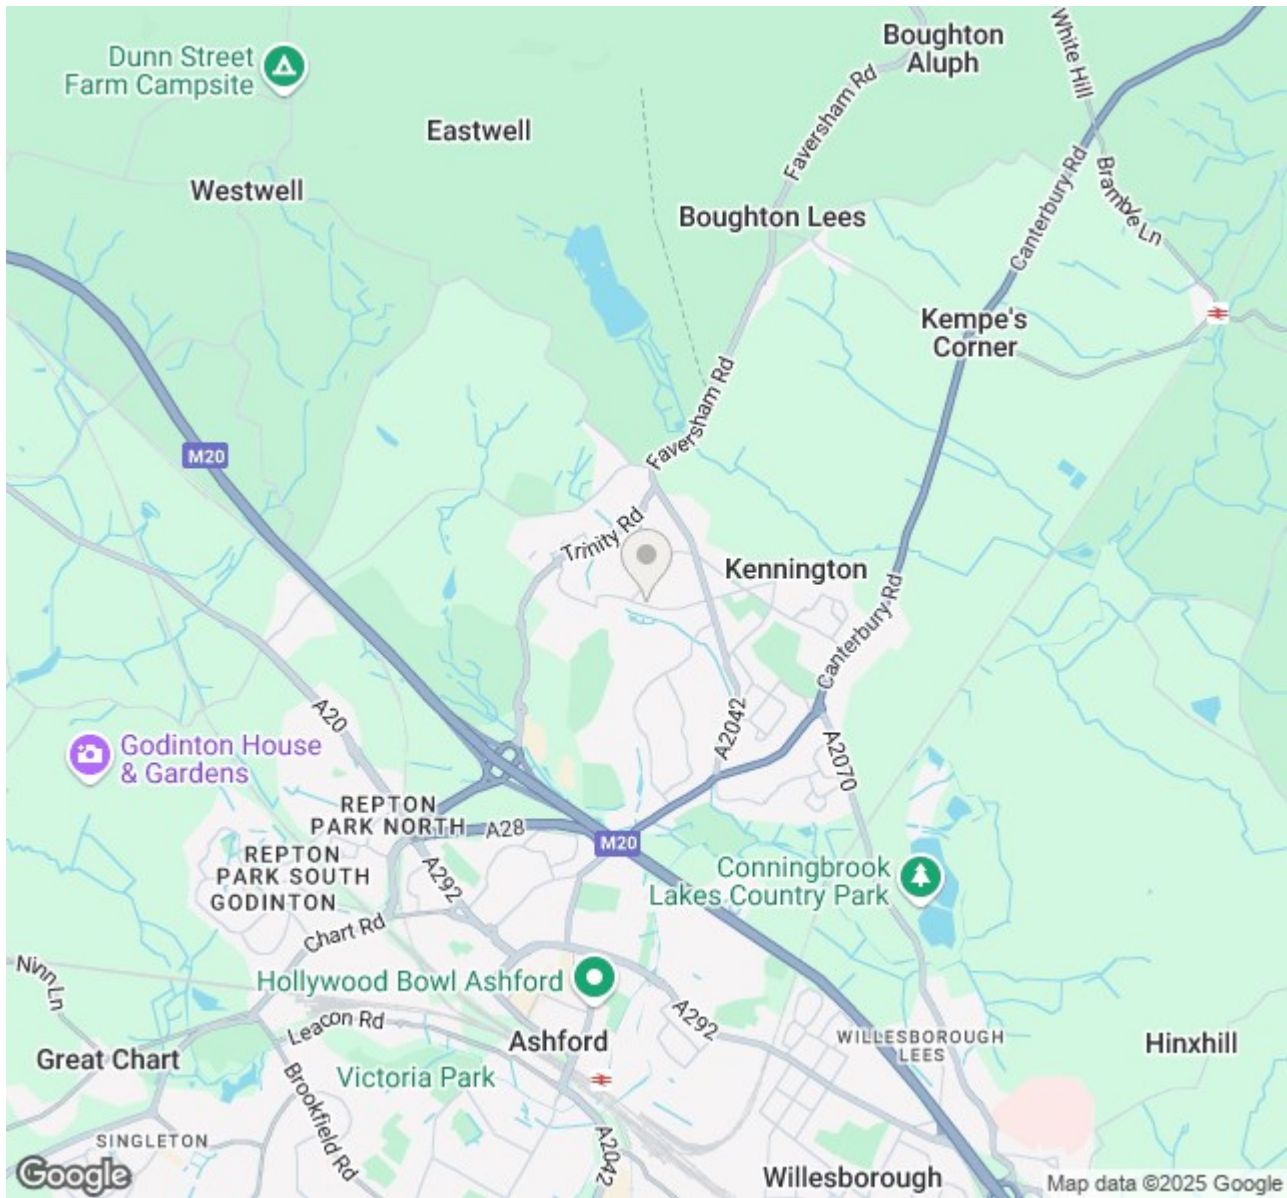 Dunn Street
Farm Campsite
Boughton
Aluph
White Hill
Eastwell
Faversham Rd
Westwell
Canterbury Rd
Bramble Ln
Boughton Lees
Kempe's
Corner
Faversham Rd
M20
Trinity Rd
Kennington
Canterbury Rd
A20
A2042
A2070
Godinton House
& Gardens
REPTON
PARK NORTH
A28
M20
REPTON
PARK SOUTH
GODINTON
A292
Conningbrook
Lakes Country Park
Chart Rd
Ninn Ln
Hollywood Bowl Ashford
A292
Leacon Rd
Ashford
WILLESBOROUGH
LEES
Hinxhill
Great Chart
Victoria Park
Brookfield Rd
SINGLETON
A2042
Willesborough
Google
Map data ©2025 Google